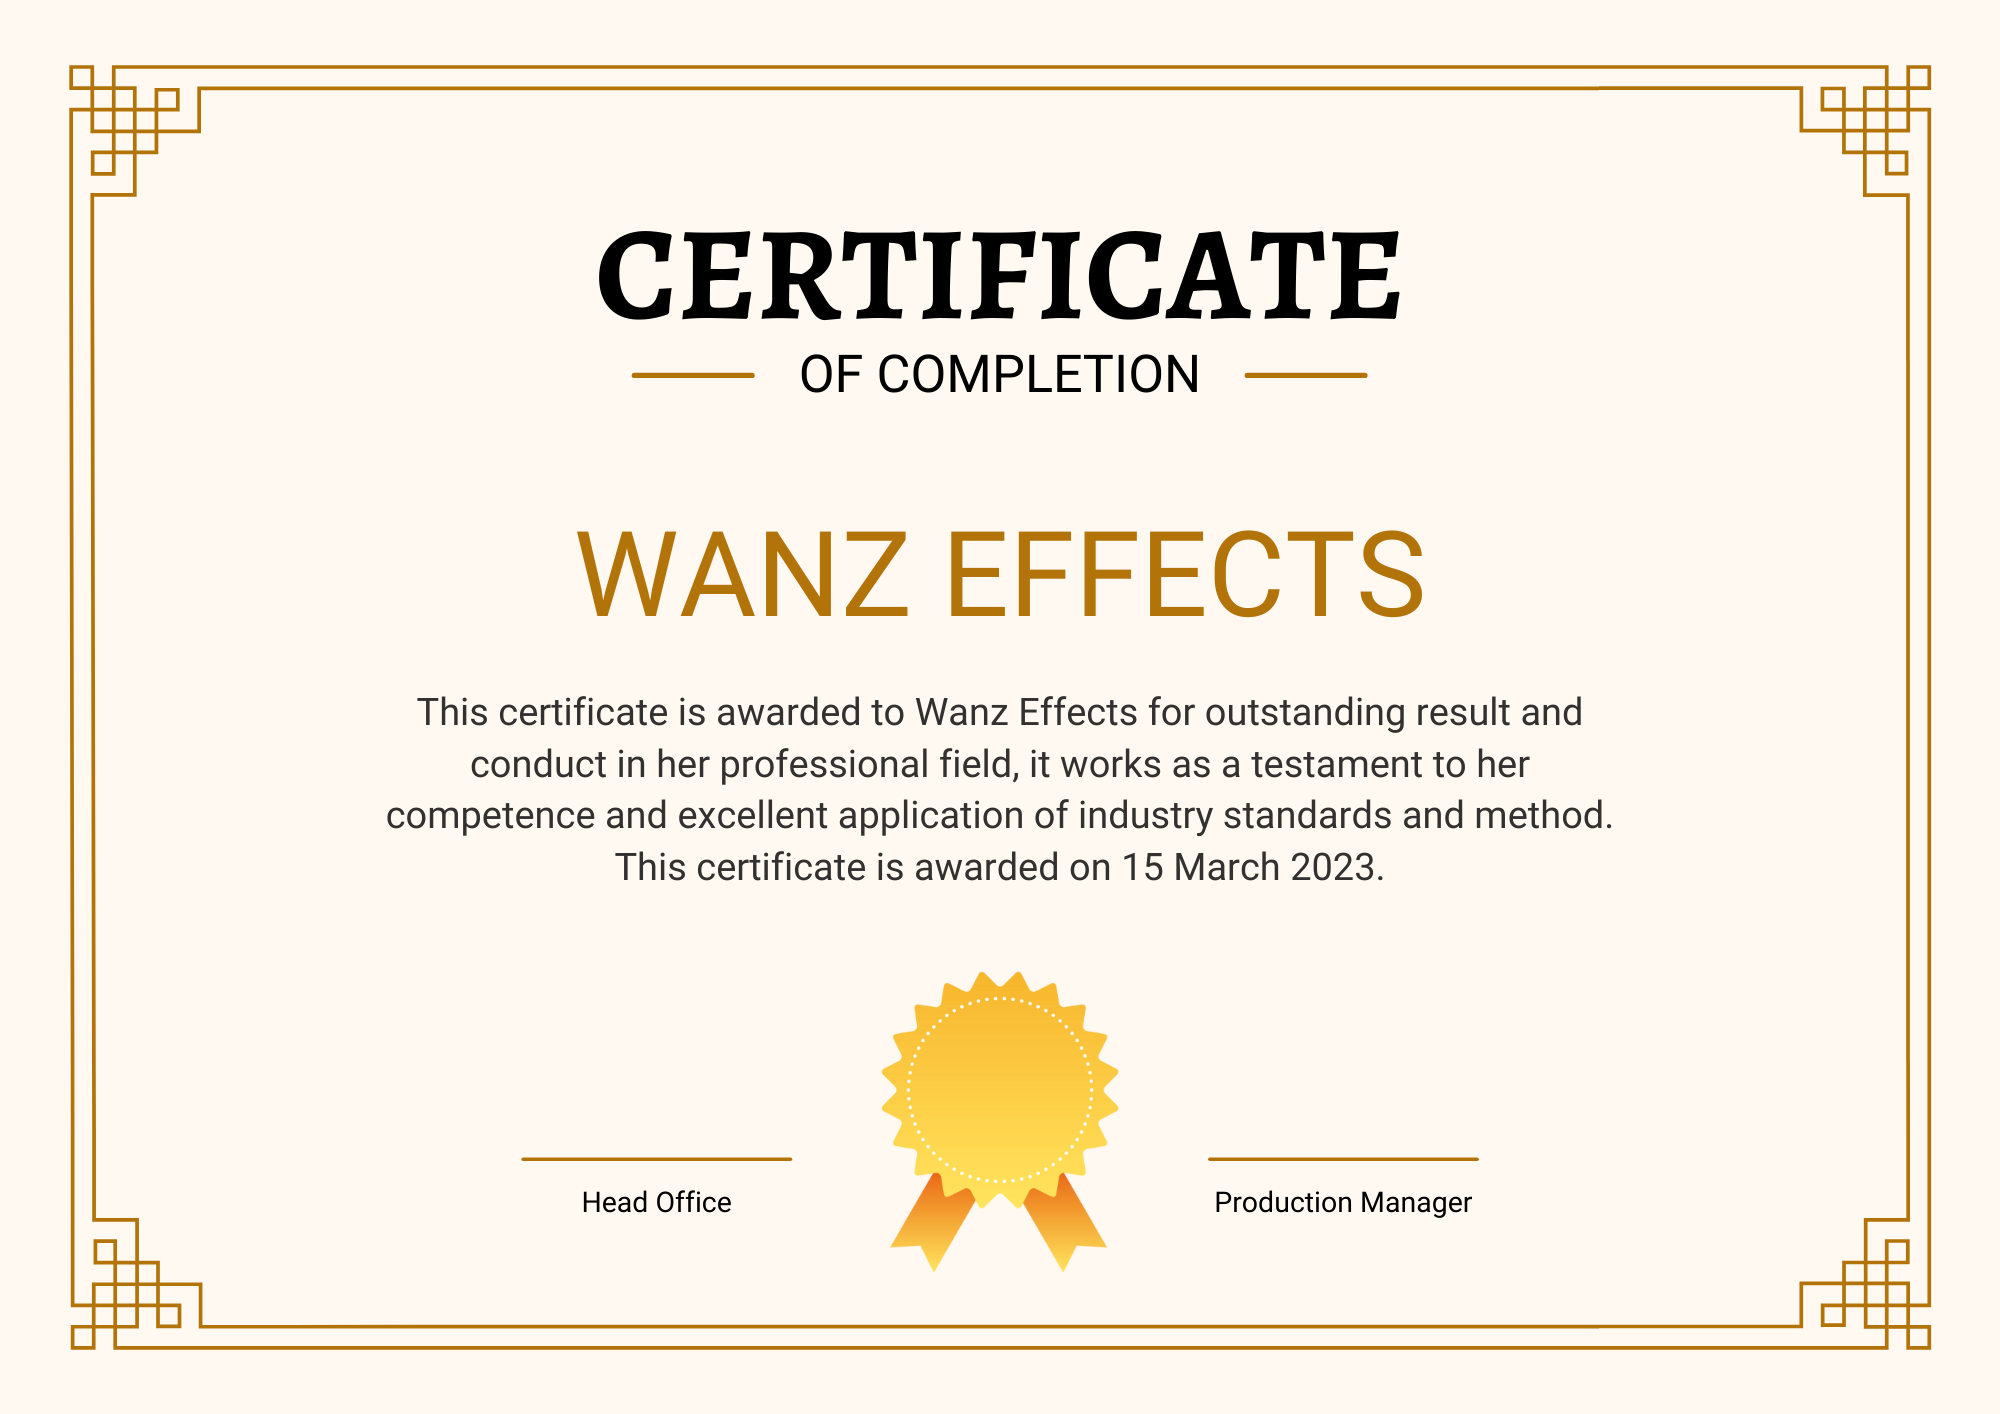 CERTIFICATE
OF COMPLETION
WANZ EFFECTS
This certificate is awarded to Wanz Effects for outstanding result and
conduct in her professional field, it works as a testament to her
competence and excellent application of industry standards and method.
This certificate is awarded on 15 March 2023.
Head Office
Production Manager